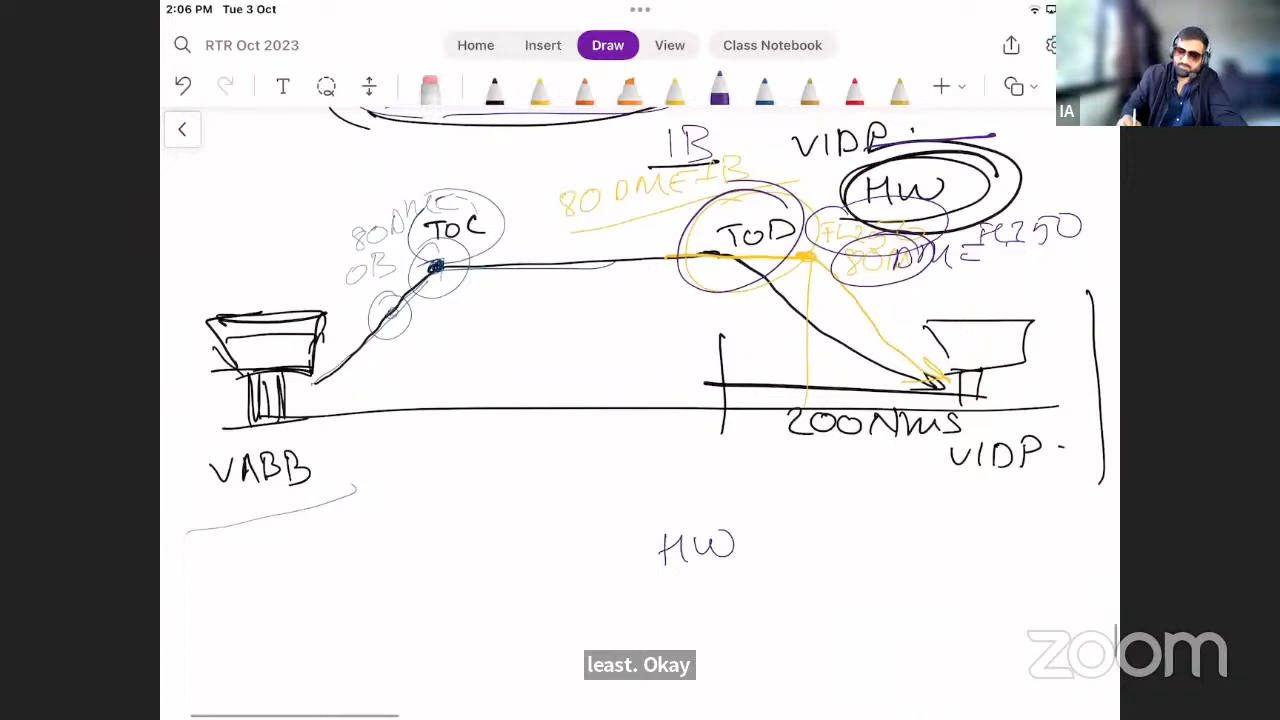 2:06 PM Tue 3 Oct
RTR Oct 2023
Home Insert Draw View Class Notebook
IA
IB
VIDP.
80 DME IB
HW
80DME
TOC
TOD
FL250
OB
80
DME
VABB
200Nms
VIDP
HW
least. Okay
zoom